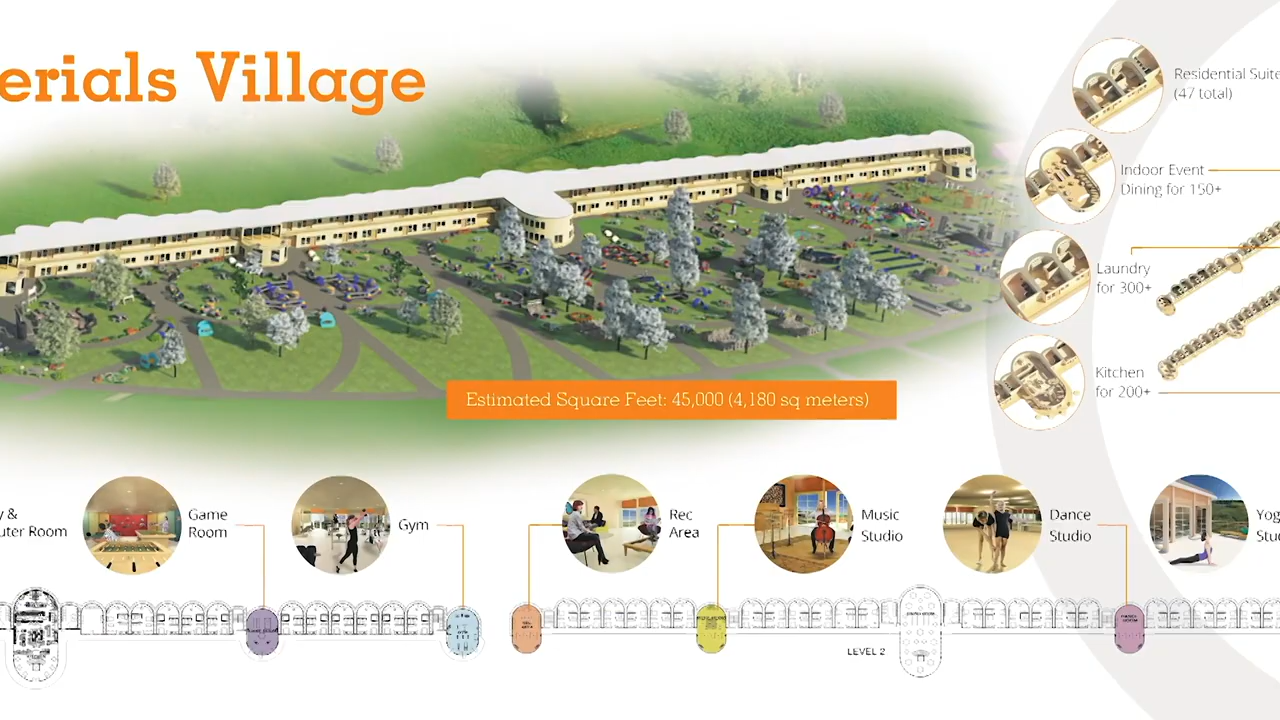 erials Village
Residential Suite
(47 total)
Indoor Event
Dining for 150+
Laundry
for 300+
Kitchen
for 200+
Estimated Square Feet: 45,000 (4,180 sq meters)
y &
uter Room
Game
Room
Gym
Rec
Area
Music
Studio
Dance
Studio
Yog
Stu
LEVEL 2